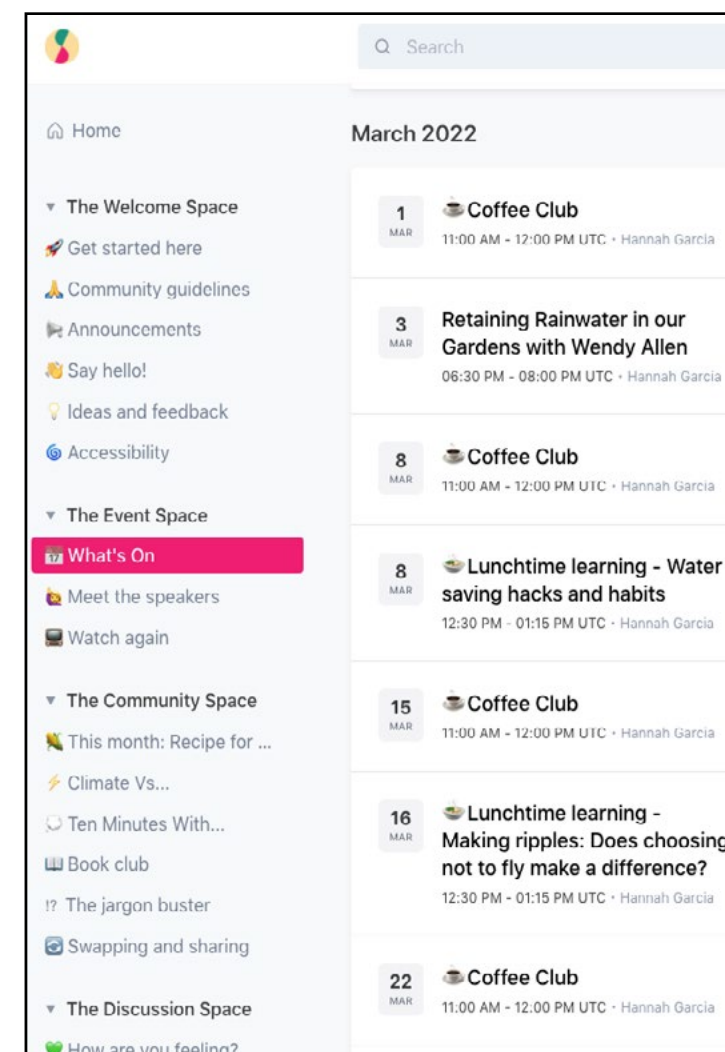 Search
Home
The Welcome Space
Get started here
Community guidelines
Announcements
Say hello!
Ideas and feedback
Accessibility
The Event Space
17 What's On
Meet the speakers
Watch again
The Community Space
This month: Recipe for ...
Climate Vs...
Ten Minutes With...
Book club
!? The jargon buster
Swapping and sharing
The Discussion Space
How are you feeling?
March 2022
1
MAR
Coffee Club
11:00 AM - 12:00 PM UTC • Hannah Garcia
3
MAR
Retaining Rainwater in our
Gardens with Wendy Allen
06:30 PM - 08:00 PM UTC • Hannah Garcia
8
MAR
Coffee Club
11:00 AM - 12:00 PM UTC • Hannah Garcia
8
MAR
Lunchtime learning - Water
saving hacks and habits
12:30 PM - 01:15 PM UTC • Hannah Garcia
15
MAR
Coffee Club
11:00 AM - 12:00 PM UTC • Hannah Garcia
16
MAR
Lunchtime learning -
Making ripples: Does choosing
not to fly make a difference?
12:30 PM - 01:15 PM UTC • Hannah Garcia
22
MAR
Coffee Club
11:00 AM - 12:00 PM UTC • Hannah Garcia